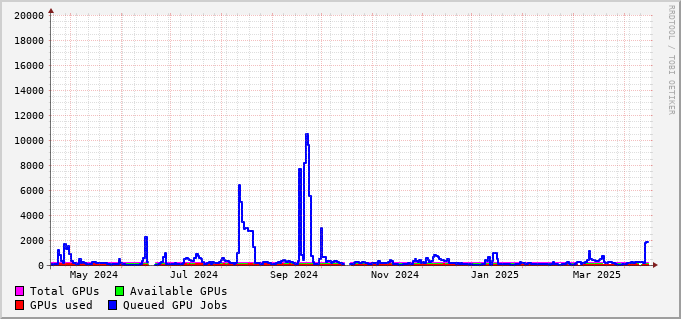 20000
18000
16000
14000
12000
10000
8000
6000
4000
2000
0
May 2024 Jul 2024 Sep 2024 Nov 2024 Jan 2025 Mar 2025
Total GPUs Available GPUs
GPUs used Queued GPU Jobs
RRDTOOL / TOBI OETIKER